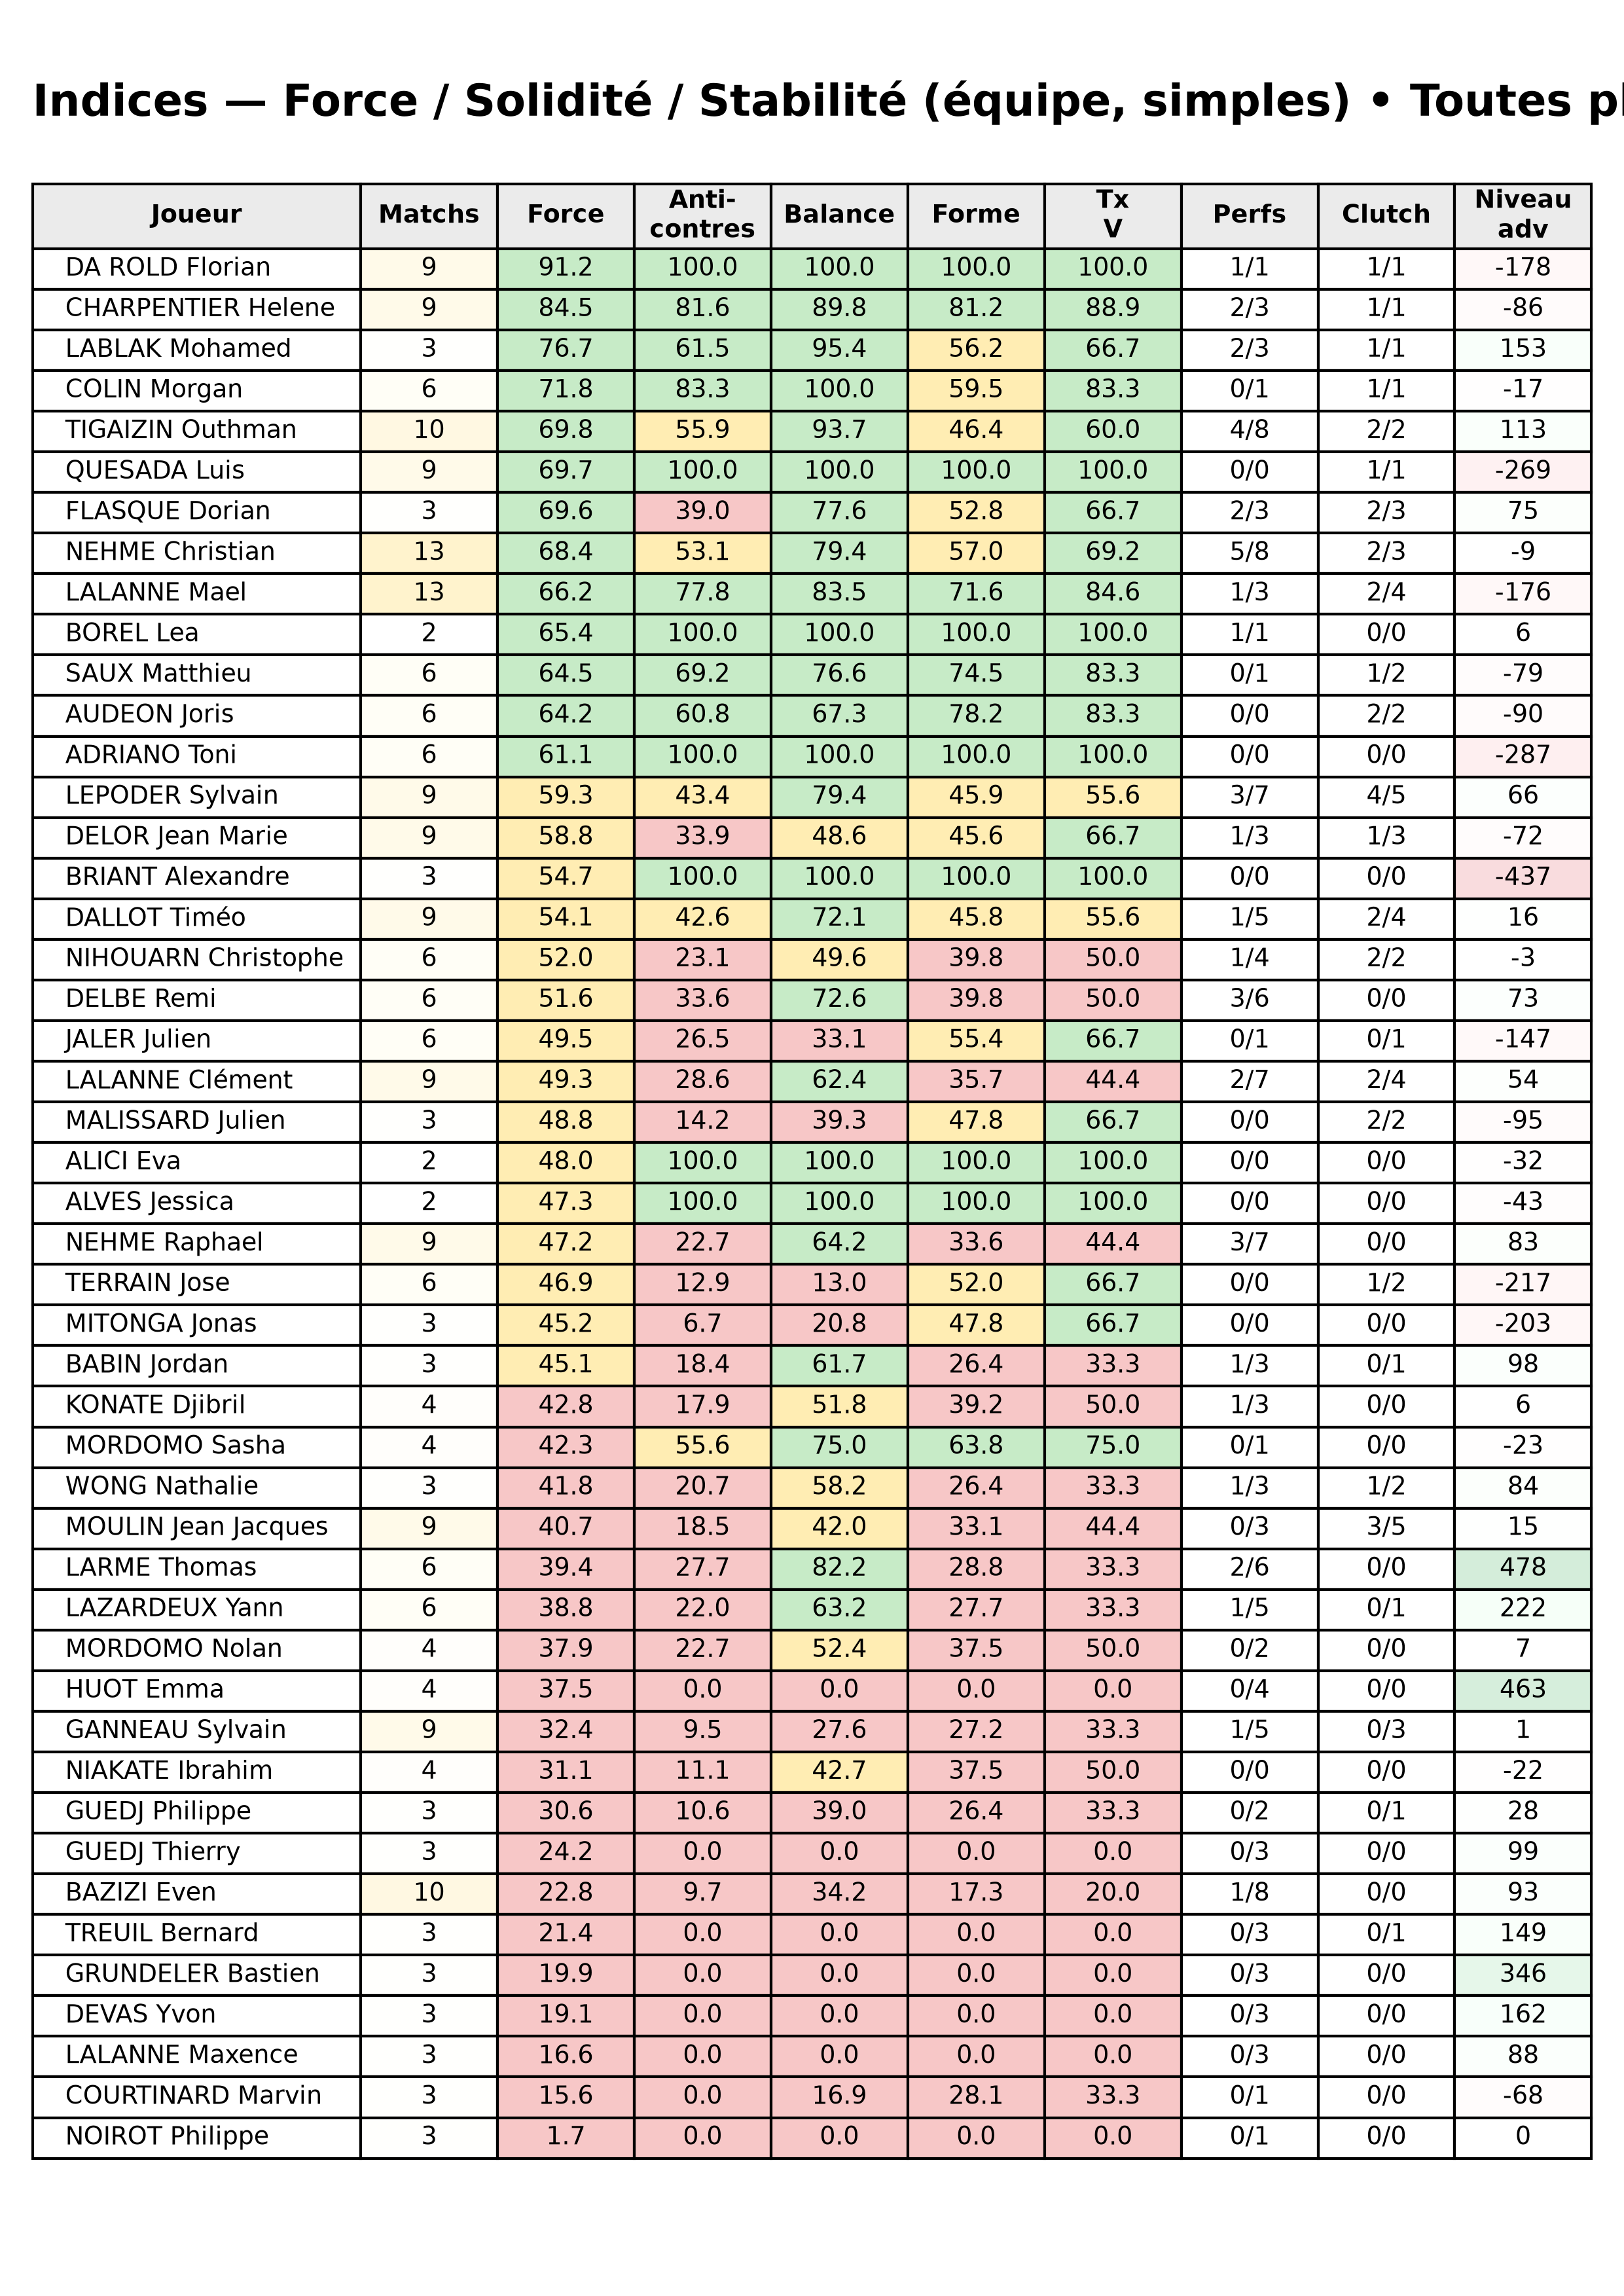 Indices — Force / Solidité / Stabilité (équipe, simples) • Toutes
Joueur Matchs Force Anti-contres Balance Forme Tx V Perfs Clutch Niveau adv
DA ROLD Florian 9 91.2 100.0 100.0 100.0 100.0 1/1 1/1 -178
CHARPENTIER Helene 9 84.5 81.6 89.8 81.2 88.9 2/3 1/1 -86
LABLAK Mohamed 3 76.7 61.5 95.4 56.2 66.7 2/3 1/1 153
COLIN Morgan 6 71.8 83.3 100.0 59.5 83.3 0/1 1/1 -17
TIGAIZIN Outhman 10 69.8 55.9 93.7 46.4 60.0 4/8 2/2 113
QUESADA Luis 9 69.7 100.0 100.0 100.0 100.0 0/0 1/1 -269
FLASQUE Dorian 3 69.6 39.0 77.6 52.8 66.7 2/3 2/3 75
NEHME Christian 13 68.4 53.1 79.4 57.0 69.2 5/8 2/3 -9
LALANNE Mael 13 66.2 77.8 83.5 71.6 84.6 1/3 2/4 -176
BOREL Lea 2 65.4 100.0 100.0 100.0 100.0 1/1 0/0 6
SAUX Matthieu 6 64.5 69.2 76.6 74.5 83.3 0/1 1/2 -79
AUDEON Joris 6 64.2 60.8 67.3 78.2 83.3 0/0 2/2 -90
ADRIANO Toni 6 61.1 100.0 100.0 100.0 100.0 0/0 0/0 -287
LEPODER Sylvain 9 59.3 43.4 79.4 45.9 55.6 3/7 4/5 66
DELOR Jean Marie 9 58.8 33.9 48.6 45.6 66.7 1/3 1/3 -72
BRIANT Alexandre 3 54.7 100.0 100.0 100.0 100.0 0/0 0/0 -437
DALLOT Timéo 9 54.1 42.6 72.1 45.8 55.6 1/5 2/4 16
NIHOUARN Christophe 6 52.0 23.1 49.6 39.8 50.0 1/4 2/2 -3
DELBE Remi 6 51.6 33.6 72.6 39.8 50.0 3/6 0/0 73
JALER Julien 6 49.5 26.5 33.1 55.4 66.7 0/1 0/1 -147
LALANNE Clément 9 49.3 28.6 62.4 35.7 44.4 2/7 2/4 54
MALISSARD Julien 3 48.8 14.2 39.3 47.8 66.7 0/0 2/2 -95
ALICI Eva 2 48.0 100.0 100.0 100.0 100.0 0/0 0/0 -32
ALVES Jessica 2 47.3 100.0 100.0 100.0 100.0 0/0 0/0 -43
NEHME Raphael 9 47.2 22.7 64.2 33.6 44.4 3/7 0/0 83
TERRAIN Jose 6 46.9 12.9 13.0 52.0 66.7 0/0 1/2 -217
MITONGA Jonas 3 45.2 6.7 20.8 47.8 66.7 0/0 0/0 -203
BABIN Jordan 3 45.1 18.4 61.7 26.4 33.3 1/3 0/1 98
KONATE Djibril 4 42.8 17.9 51.8 39.2 50.0 1/3 0/0 6
MORDOMO Sasha 4 42.3 55.6 75.0 63.8 75.0 0/1 0/0 -23
WONG Nathalie 3 41.8 20.7 58.2 26.4 33.3 1/3 1/2 84
MOULIN Jean Jacques 9 40.7 18.5 42.0 33.1 44.4 0/3 3/5 15
LARME Thomas 6 39.4 27.7 82.2 28.8 33.3 2/6 0/0 478
LAZARDEUX Yann 6 38.8 22.0 63.2 27.7 33.3 1/5 0/1 222
MORDOMO Nolan 4 37.9 22.7 52.4 37.5 50.0 0/2 0/0 7
HUOT Emma 4 37.5 0.0 0.0 0.0 0.0 0/4 0/0 463
GANNEAU Sylvain 9 32.4 9.5 27.6 27.2 33.3 1/5 0/3 1
NIAKATE Ibrahim 4 31.1 11.1 42.7 37.5 50.0 0/0 0/0 -22
GUEDJ Philippe 3 30.6 10.6 39.0 26.4 33.3 0/2 0/1 28
GUEDJ Thierry 3 24.2 0.0 0.0 0.0 0.0 0/3 0/0 99
BAZIZI Even 10 22.8 9.7 34.2 17.3 20.0 1/8 0/0 93
TREUIL Bernard 3 21.4 0.0 0.0 0.0 0.0 0/3 0/1 149
GRUNDELER Bastien 3 19.9 0.0 0.0 0.0 0.0 0/3 0/0 346
DEVAS Yvon 3 19.1 0.0 0.0 0.0 0.0 0/3 0/0 162
LALANNE Maxence 3 16.6 0.0 0.0 0.0 0.0 0/3 0/0 88
COURTINARD Marvin 3 15.6 0.0 16.9 28.1 33.3 0/1 0/0 -68
NOIROT Philippe 3 1.7 0.0 0.0 0.0 0.0 0/1 0/0 0